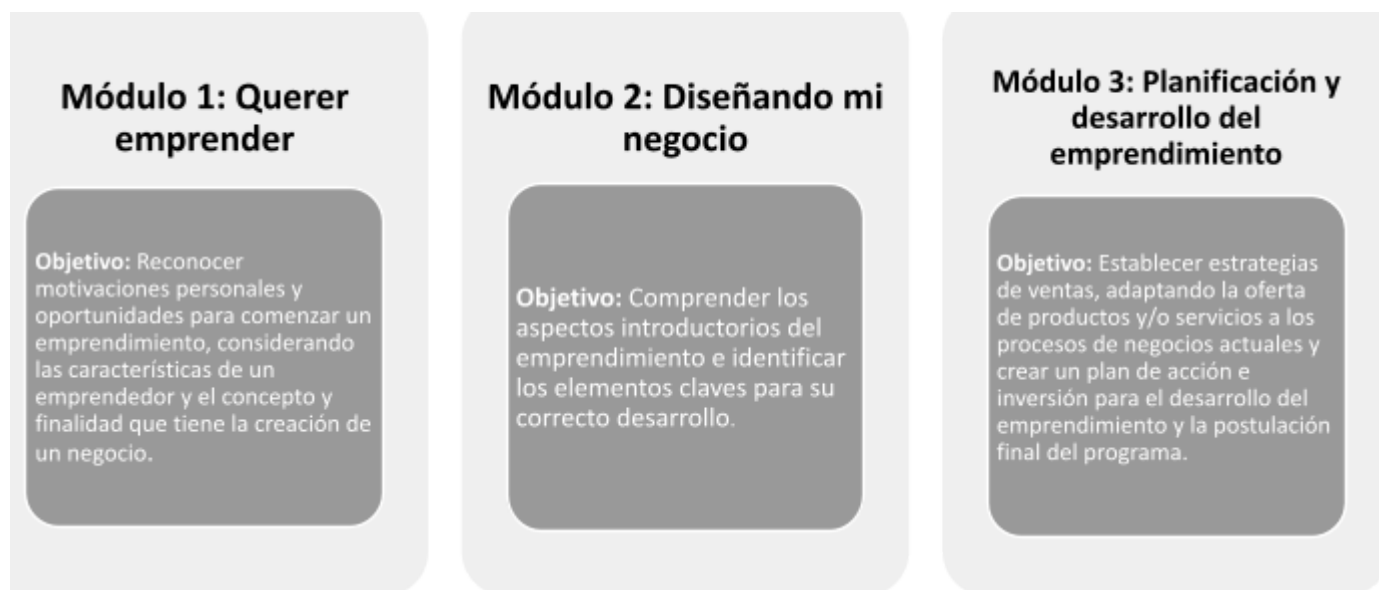 Módulo 1: Querer
emprender
Objetivo: Reconocer
motivaciones personales y
oportunidades para comenzar un
emprendimiento, considerando
las características de un
emprendedor y el concepto y
finalidad que tiene la creación de
un negocio.
Módulo 2: Diseñando mi
negocio
Objetivo: Comprender los
aspectos introductorios del
emprendimiento e identificar
los elementos claves para su
correcto desarrollo.
Módulo 3: Planificación y
desarrollo del
emprendimiento
Objetivo: Establecer estrategias
de ventas, adaptando la oferta
de productos y/o servicios a los
procesos de negocios actuales y
crear un plan de acción e
inversión para el desarrollo del
emprendimiento y la postulación
final del programa.